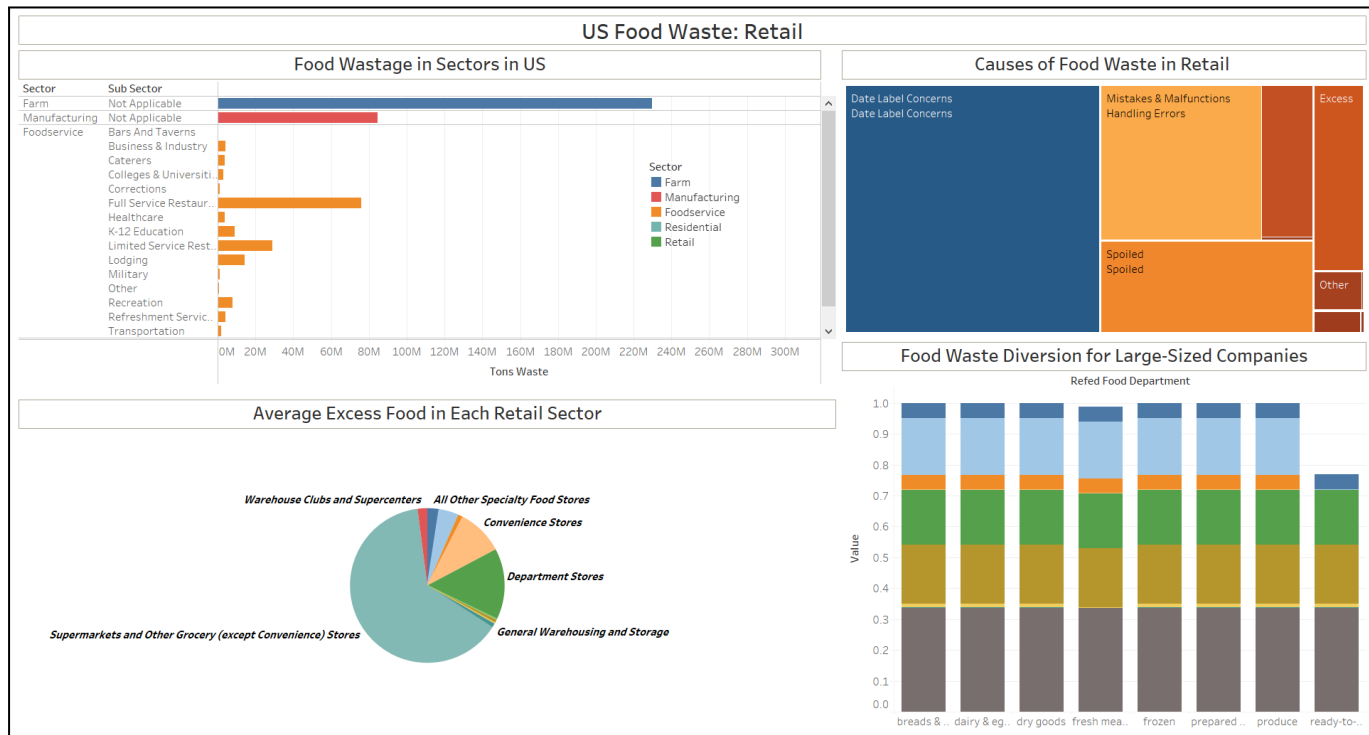 US Food Waste: Retail
Food Wastage in Sectors in US
Sector Sub Sector
Farm Not Applicable
Manufacturing Not Applicable
Foodservice Bars And Taverns
Business & Industry
Caterers
Colleges & Universiti..
Corrections
Full Service Restaur..
Healthcare
K-12 Education
Limited Service Rest..
Lodging
Military
Other
Recreation
Refreshment Servic..
Transportation
0M 20M 40M 60M 80M 100M 120M 140M 160M 180M 200M 220M 240M 260M 280M 300M
Tons Waste
Sector
Farm
Manufacturing
Foodservice
Residential
Retail
Causes of Food Waste in Retail
Date Label Concerns
Date Label Concerns
Mistakes & Malfunctions
Handling Errors
Spoiled
Spoiled
Excess
Other
Average Excess Food in Each Retail Sector
Warehouse Clubs and Supercenters
All Other Specialty Food Stores
Convenience Stores
Department Stores
General Warehousing and Storage
Supermarkets and Other Grocery (except Convenience) Stores
Food Waste Diversion for Large-Sized Companies
Refed Food Department
1.0
0.9
0.8
0.7
0.6
0.5
0.4
0.3
0.2
0.1
0.0
Value
breads & .. dairy & eg.. dry goods fresh mea.. frozen prepared .. produce ready-to-..